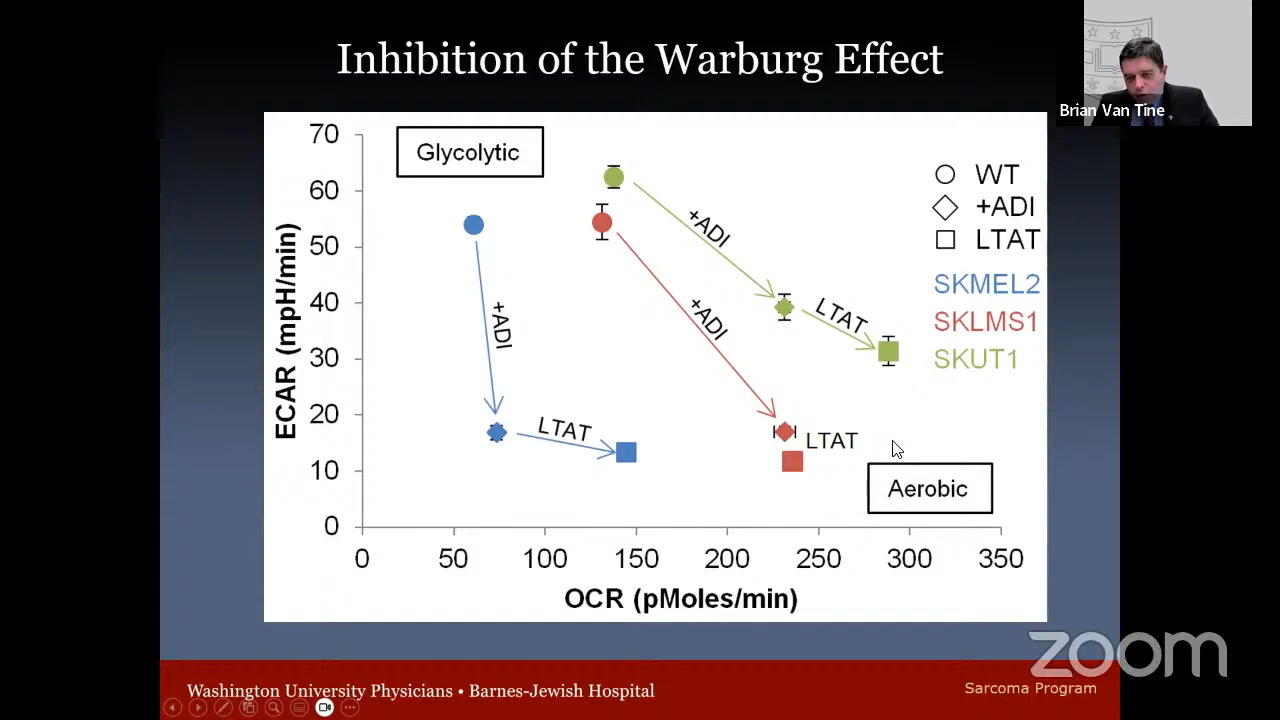 Inhibition of the Warburg Effect
Brian Van Tine
Glycolytic
WT
+ADI
LTAT
SKMEL2
SKLMS1
SKUT1
+ADI
+ADI
+ADI
LTAT
LTAT
LTAT
Aerobic
ECAR (mpH/min)
70
60
50
40
30
20
10
0
0 50 100 150 200 250 300 350
OCR (pMoles/min)
zoom
Washington University Physicians • Barnes-Jewish Hospital
Sarcoma Program